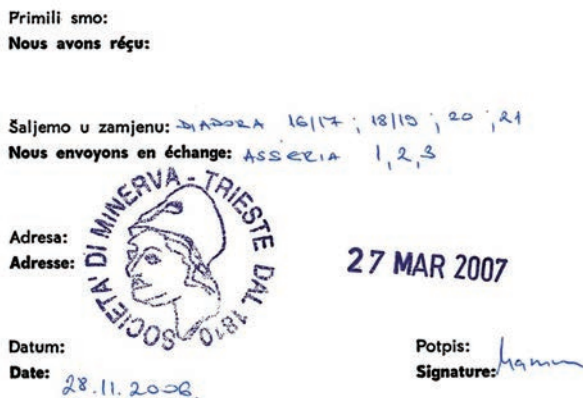 Primili smo:
Nous avons réçu:
Šaljemo u zamjenu: DIADORA 16/17 ; 18/19 ; 20 ; 21
Nous envoyons en échange: ASSERIA 1, 2, 3
SOCIETA' DI MINERVA - TRIESTE DAL 1810
Adresa:
Adresse:
27 MAR 2007
Datum:
Date: 28.11.2006.
Potpis:
Signature: